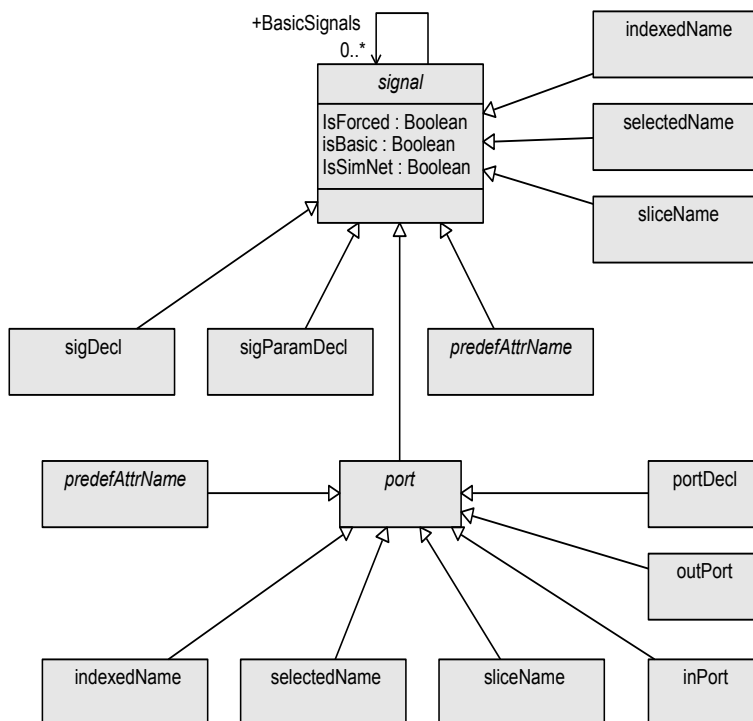 +BasicSignals
0..*
indexedName
signal
IsForced : Boolean
isBasic : Boolean
IsSimNet : Boolean
selectedName
sliceName
sigDecl
sigParamDecl
predefAttrName
predefAttrName
port
portDecl
outPort
indexedName
selectedName
sliceName
inPort